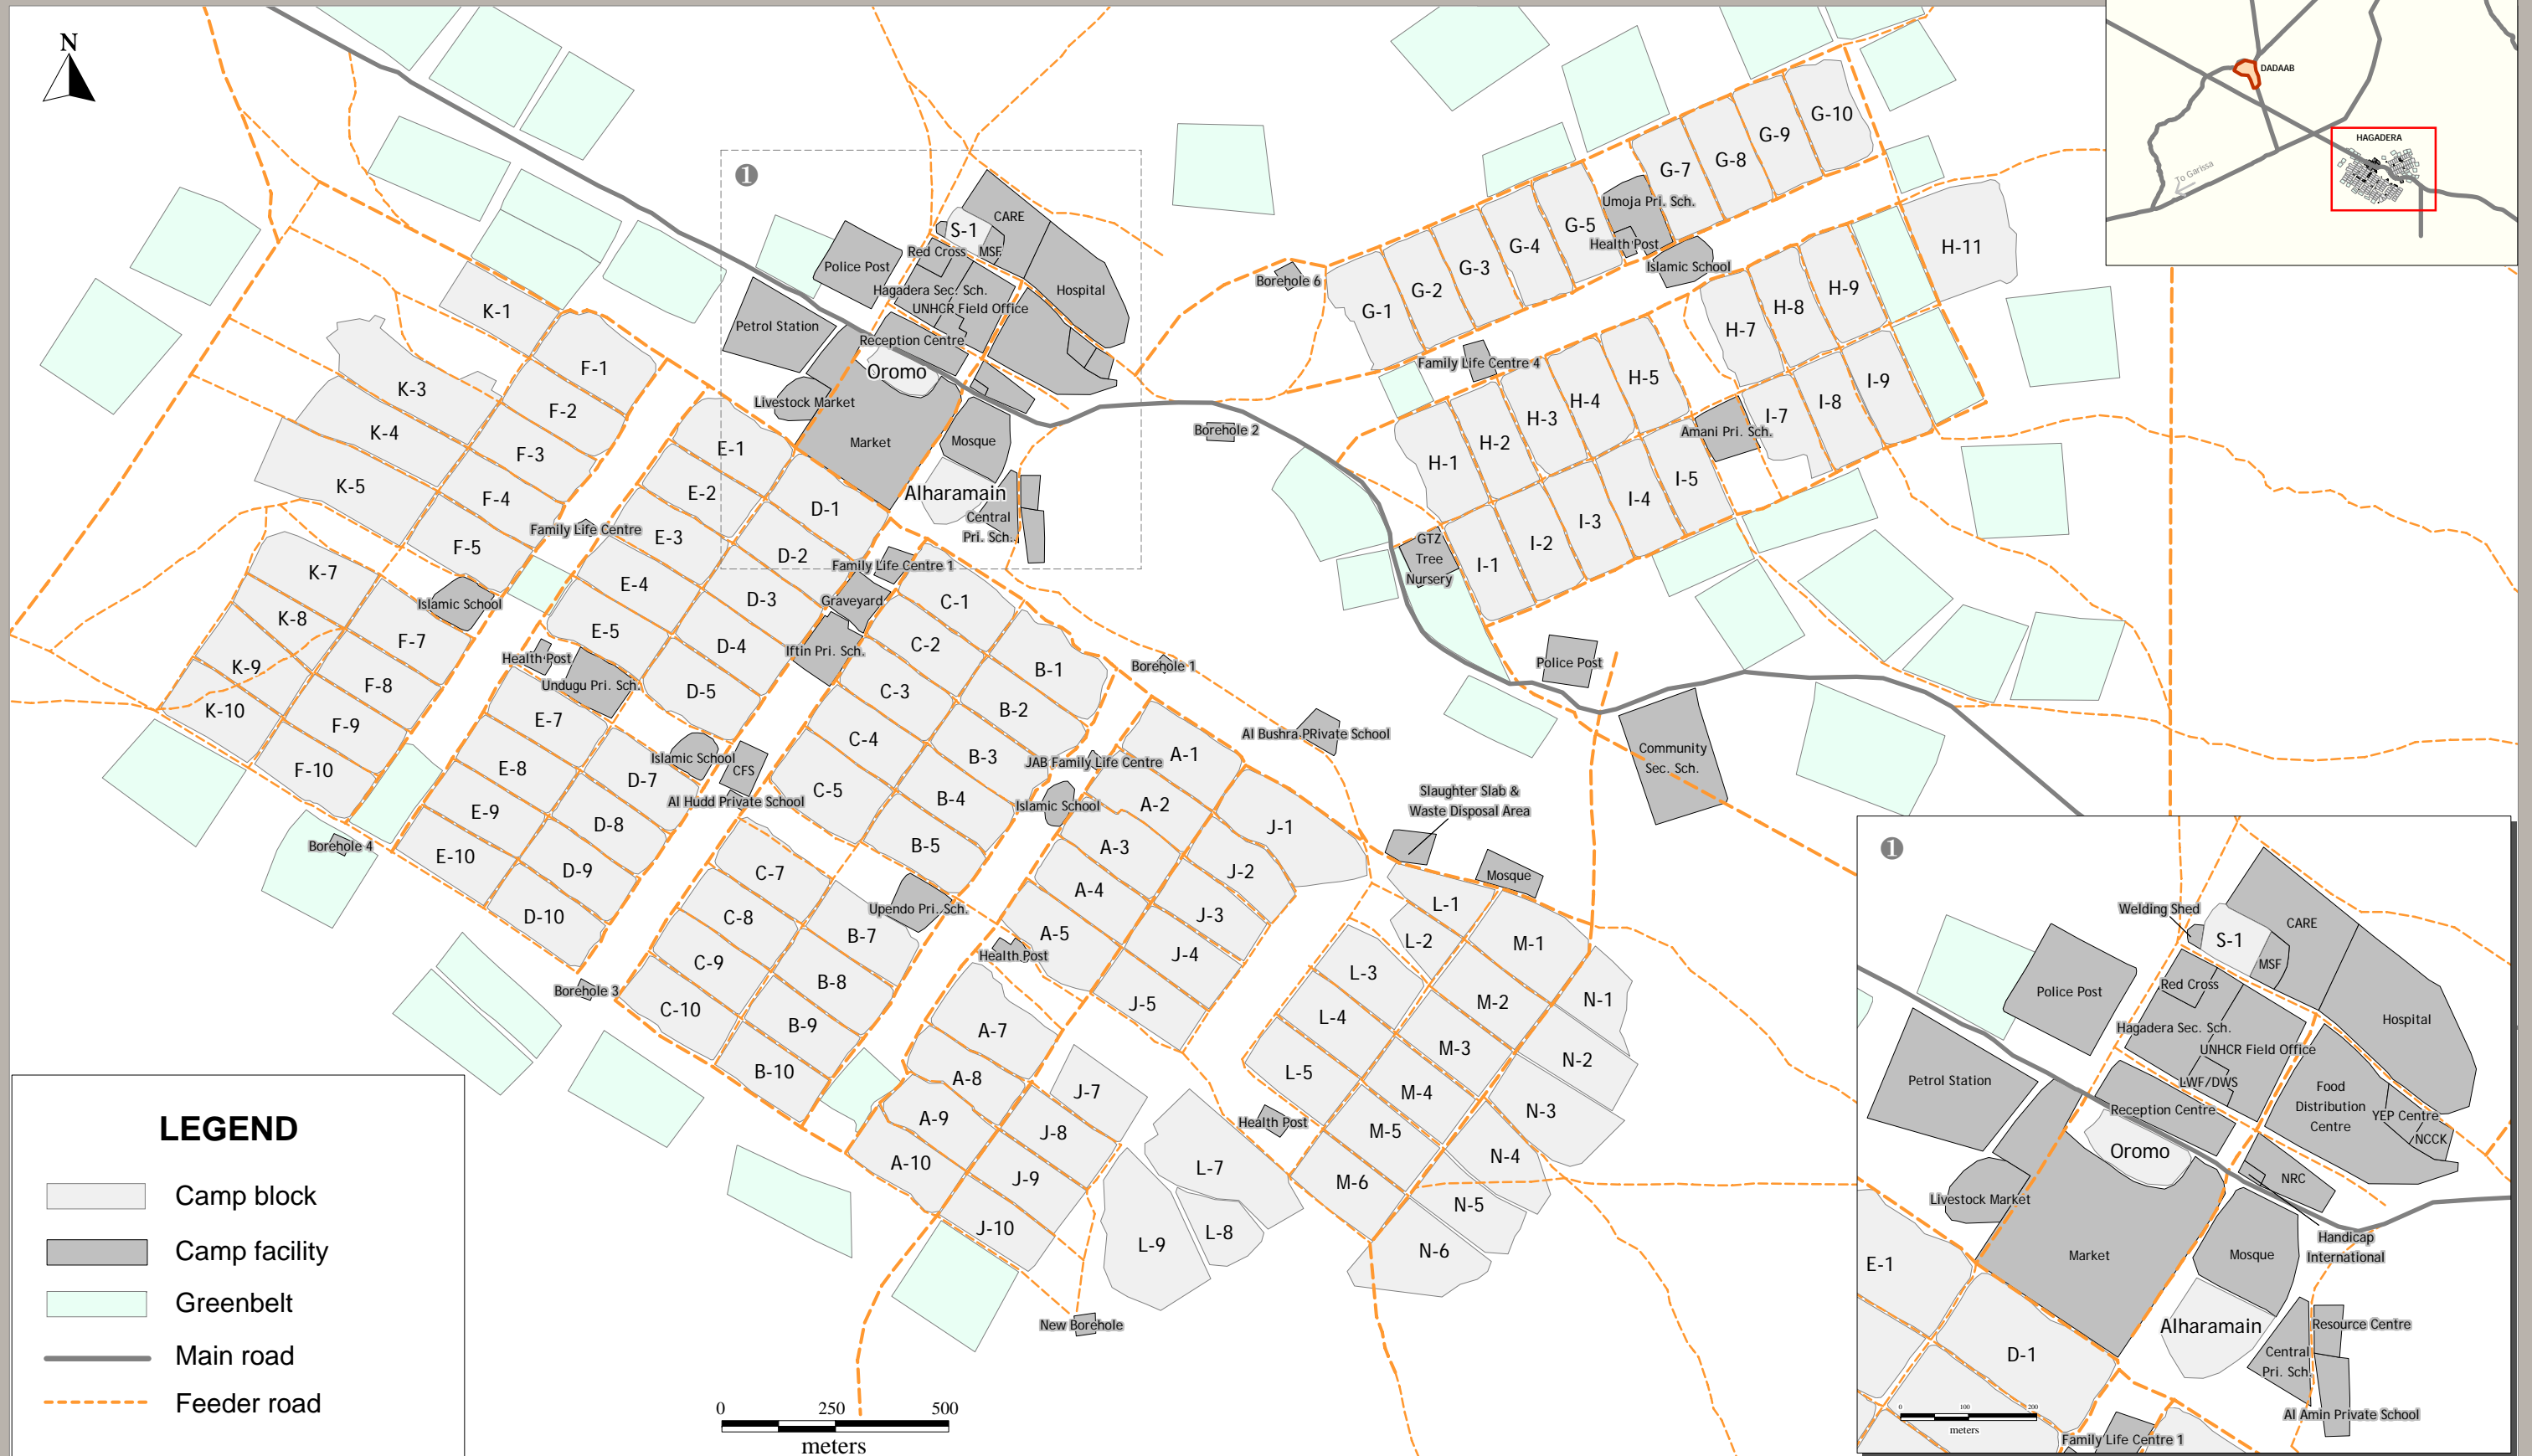 N
❶
CARE
S-1
Red Cross
MSF
Police Post
Hagadera Sec. Sch.
Hospital
UNHCR Field Office
Petrol Station
Reception Centre
Oromo
Livestock Market
Market
Mosque
Alharamain
Central
Pri. Sch.
Borehole 6
Borehole 2
G-1
G-2
G-3
G-4
G-5
Umoja Pri. Sch.
Health Post
Islamic School
G-7
G-8
G-9
G-10
H-11
Family Life Centre 4
H-1
H-2
H-3
H-4
H-5
H-7
H-8
H-9
Amani Pri. Sch.
I-1
I-2
I-3
I-4
I-5
I-7
I-8
I-9
GTZ
Tree
Nursery
Police Post
Community
Sec. Sch.
K-1
K-3
K-4
K-5
F-1
F-2
F-3
F-4
F-5
Islamic School
K-7
K-8
K-9
K-10
F-7
F-8
F-9
F-10
Borehole 4
Family Life Centre
E-1
E-2
E-3
E-4
E-5
D-1
D-2
D-3
D-4
D-5
Health Post
Undugu Pri. Sch.
E-7
E-8
E-9
E-10
D-7
D-8
D-9
D-10
Islamic School
CFS
Al Hudd Private School
Family Life Centre 1
Graveyard
Iftin Pri. Sch.
C-1
C-2
C-3
C-4
C-5
B-1
B-2
B-3
B-4
B-5
Borehole 1
JAB Family Life Centre
Islamic School
Al Bushra PRivate School
Upendo Pri. Sch.
C-7
C-8
C-9
C-10
B-7
B-8
B-9
B-10
Borehole 3
A-1
A-2
A-3
A-4
A-5
Health Post
J-1
J-2
J-3
J-4
J-5
A-7
A-8
A-9
A-10
J-7
J-8
J-9
J-10
New Borehole
Slaughter Slab &
Waste Disposal Area
Mosque
L-1
L-2
L-3
L-4
L-5
Health Post
L-7
L-8
L-9
M-1
M-2
M-3
M-4
M-5
M-6
N-1
N-2
N-3
N-4
N-5
N-6
DADAAB
HAGADERA
To Garissa
LEGEND
Camp block
Camp facility
Greenbelt
Main road
Feeder road
0 250 500
meters
❶
Welding Shed
CARE
S-1
MSF
Red Cross
Police Post
Hagadera Sec. Sch.
Hospital
UNHCR Field Office
LWF/DWS
Petrol Station
Reception Centre
Food
Distribution
Centre
YEP Centre
NCCK
Oromo
NRC
Livestock Market
Handicap
International
Market
Mosque
E-1
Alharamain
Resource Centre
Central
Pri. Sch.
D-1
Al Amin Private School
Family Life Centre 1
0 100 200
meters